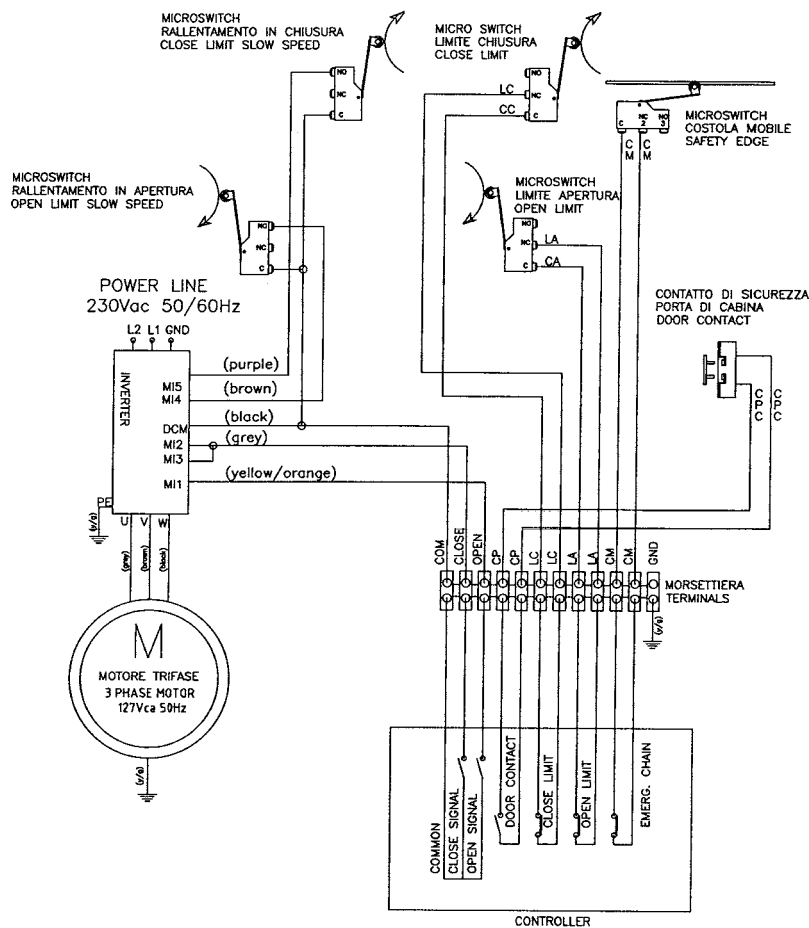 MICROSWITCH
RALLENTAMENTO IN CHIUSURA
CLOSE LIMIT SLOW SPEED
NO
NC
C
MICRO SWITCH
LIMITE CHIUSURA
CLOSE LIMIT
NO
LC
NC
CC
C
C
NC
2
NO
3
MICROSWITCH
COSTOLA MOBILE
SAFETY EDGE
CM
CM
MICROSWITCH
RALLENTAMENTO IN APERTURA
OPEN LIMIT SLOW SPEED
NO
NC
C
MICROSWITCH
LIMITE APERTURA
OPEN LIMIT
NO
NC
LA
C
CA
CONTATTO DI SICUREZZA
PORTA DI CABINA
DOOR CONTACT
CPC
CPC
POWER LINE
230Vac 50/60Hz
L2 L1 GND
INVERTER
MI5
(purple)
MI4
(brown)
DCM
(black)
MI2
(grey)
MI3
MI1
(yellow/orange)
PE
(y/g)
U V W
(grey)
(brown)
(black)
M
MOTORE TRIFASE
3 PHASE MOTOR
127Vca 50Hz
(y/g)
COM
CLOSE
OPEN
CP
CP
LC
LC
LA
LA
CM
CM
GND
MORSETTIERA
TERMINALS
(y/g)
COMMON
CLOSE SIGNAL
OPEN SIGNAL
DOOR CONTACT
CLOSE LIMIT
OPEN LIMIT
EMERG. CHAIN
CONTROLLER